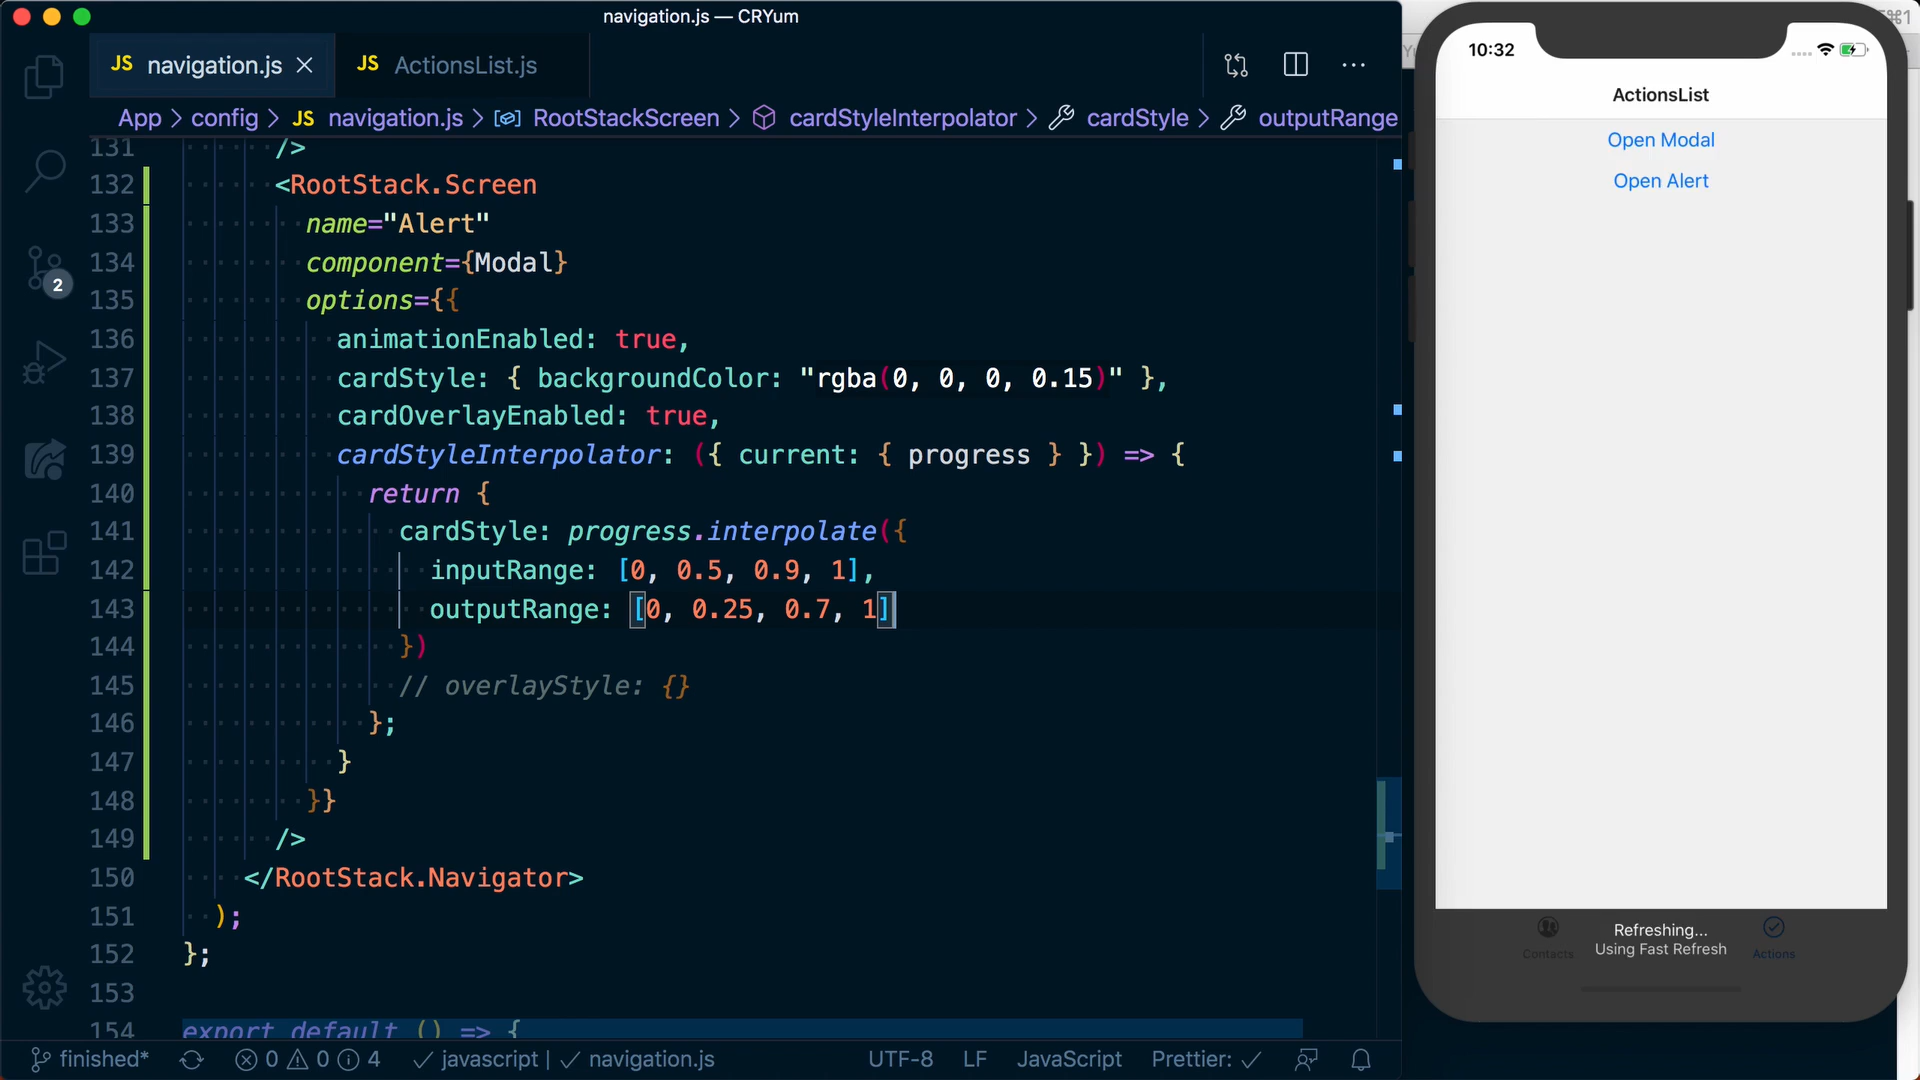 navigation.js — CRYum
JS navigation.js
JS ActionsList.js
App > config > JS navigation.js > RootStackScreen > cardStyleInterpolator > cardStyle > outputRange
131 />
132 <RootStack.Screen
133 name="Alert"
134 component={Modal}
135 options={{
136 animationEnabled: true,
137 cardStyle: { backgroundColor: "rgba(0, 0, 0, 0.15)" },
138 cardOverlayEnabled: true,
139 cardStyleInterpolator: ({ current: { progress } }) => {
140 return {
141 cardStyle: progress.interpolate({
142 inputRange: [0, 0.5, 0.9, 1],
143 outputRange: [0, 0.25, 0.7, 1]
144 })
145 // overlayStyle: {}
146 };
147 }
148 }}
149 />
150 </RootStack.Navigator>
151 );
152 };
153
154 export default () => {
2
finished* 0 0 4 javascript | navigation.js UTF-8 LF JavaScript Prettier:
⌘1
10:32
ActionsList
Open Modal
Open Alert
Refreshing...
Using Fast Refresh
Contacts
Actions